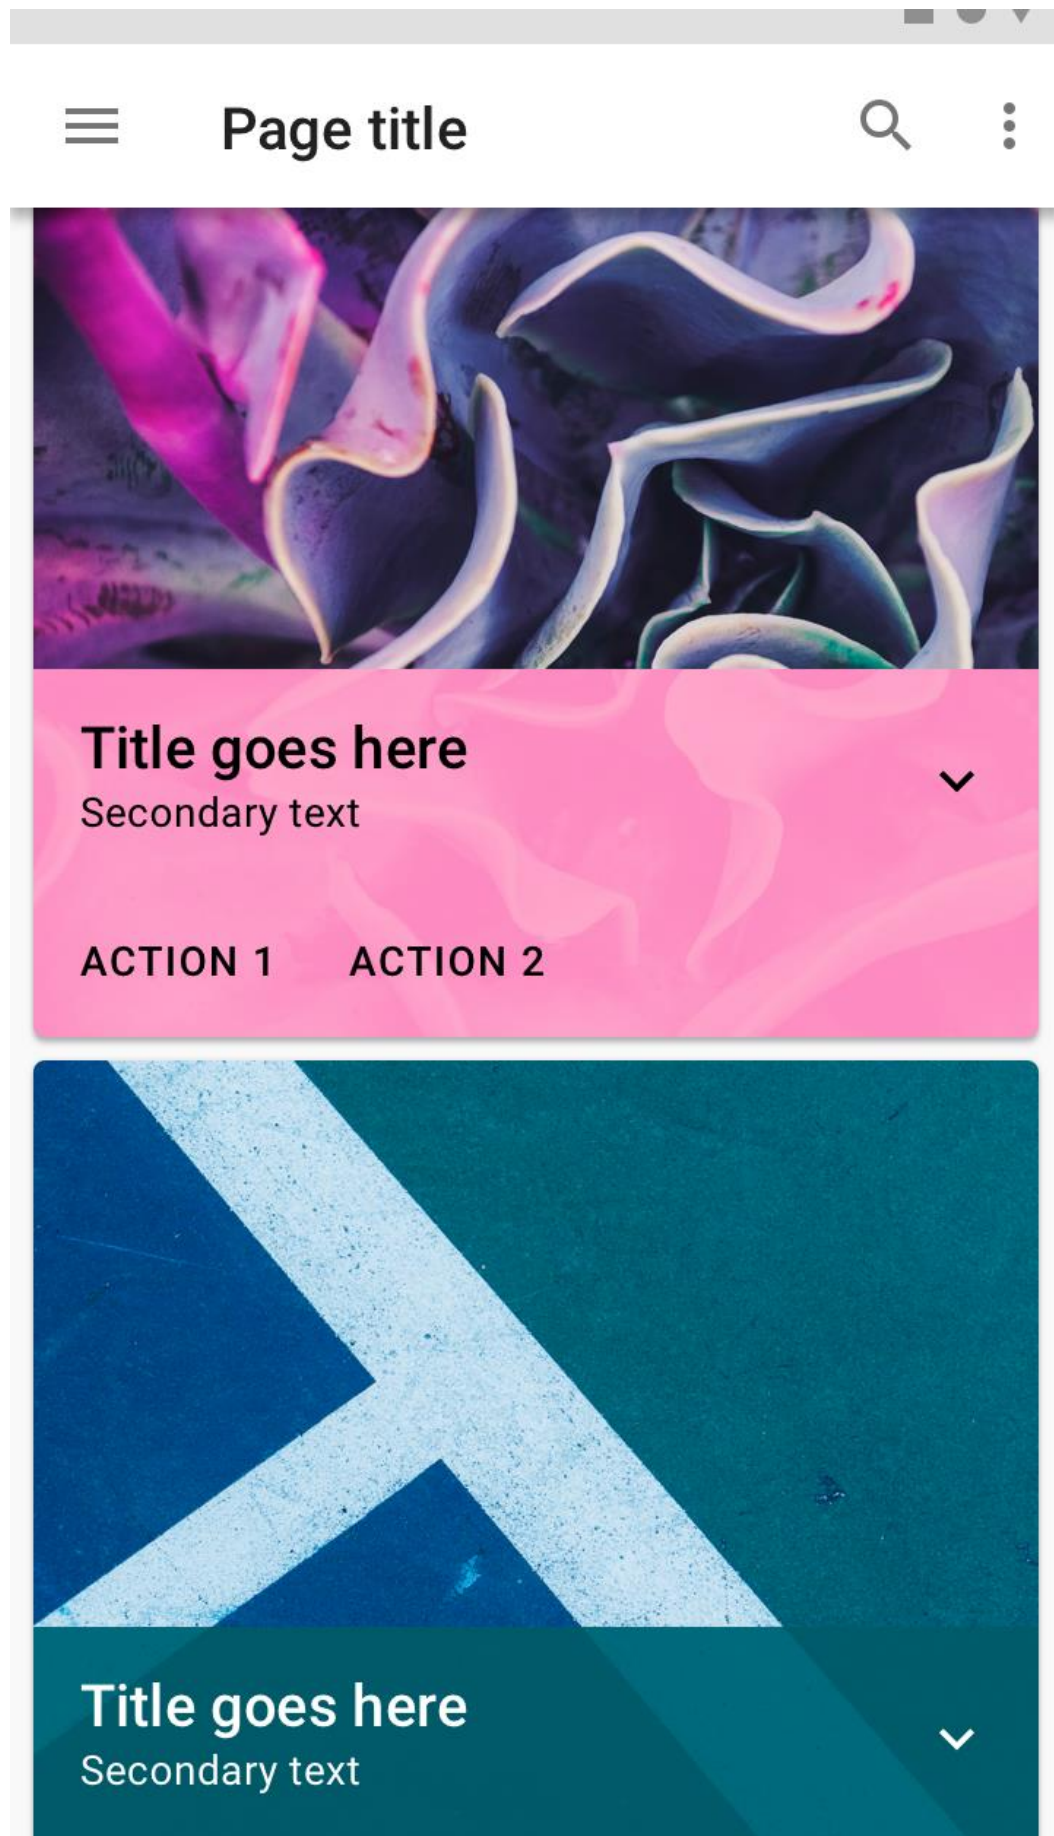 Page title
Title goes here
Secondary text
ACTION 1 ACTION 2
Title goes here
Secondary text